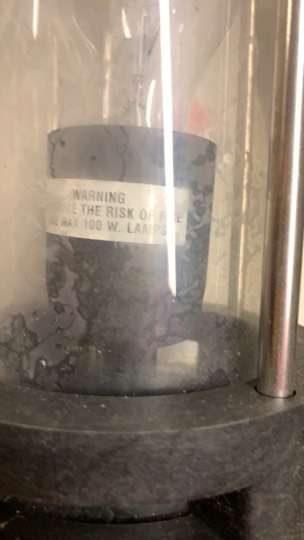 WARNING
THE RISK OF
MAX 100 W. LAMPS